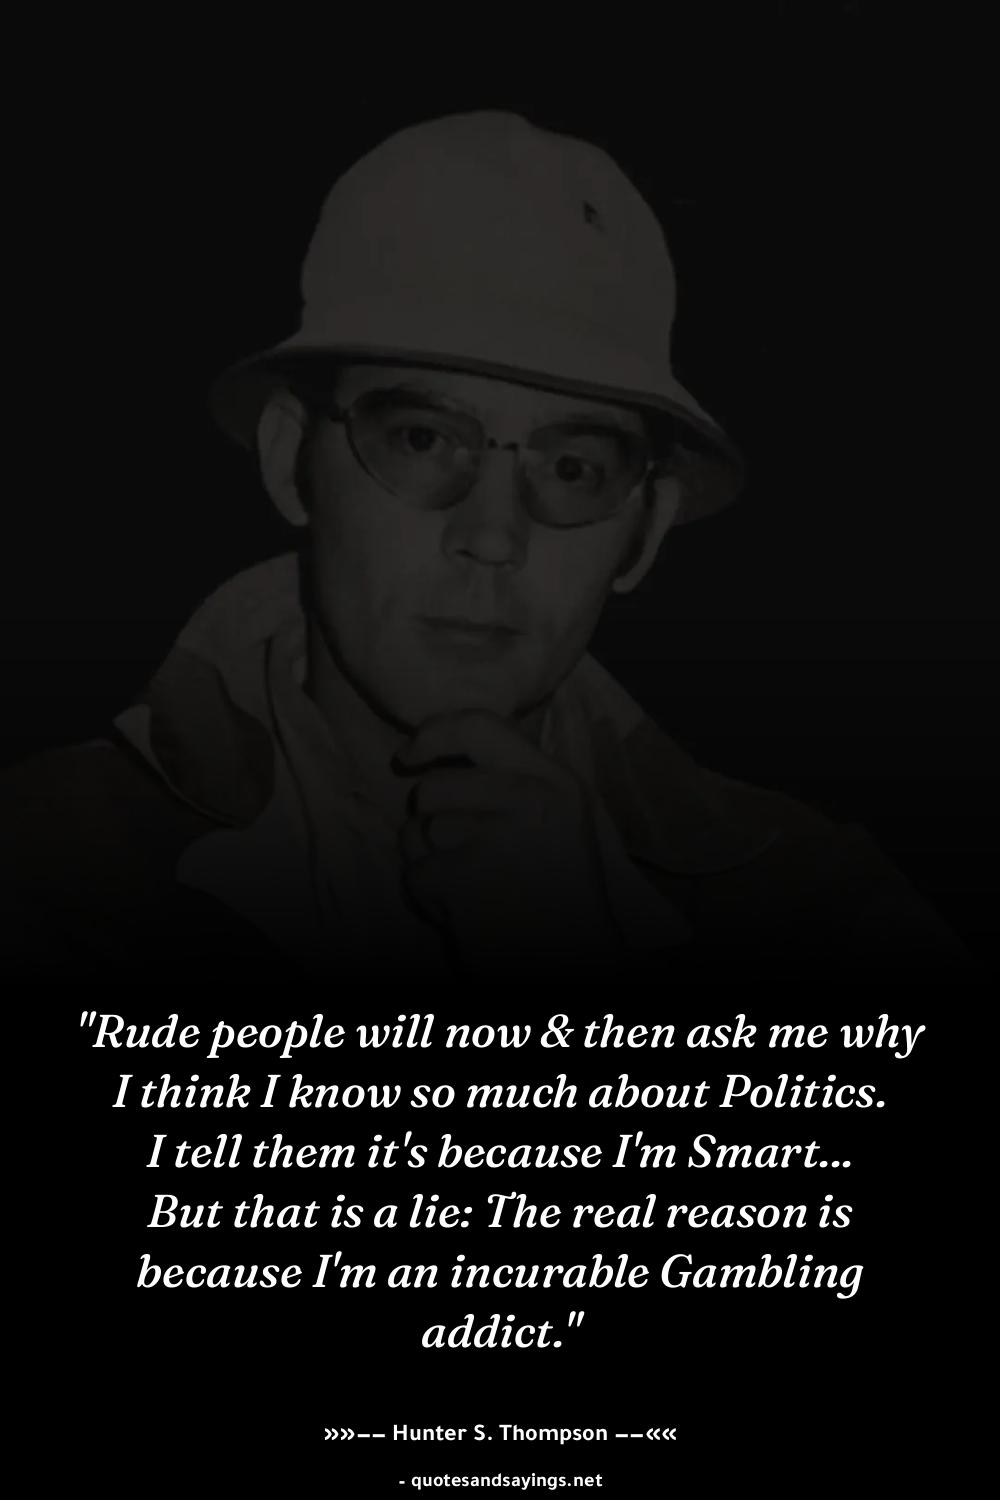 "Rude people will now & then ask me why
I think I know so much about Politics.
I tell them it's because I'm Smart...
But that is a lie: The real reason is
because I'm an incurable Gambling
addict."
»»–– Hunter S. Thompson ––««
- quotesandsayings.net